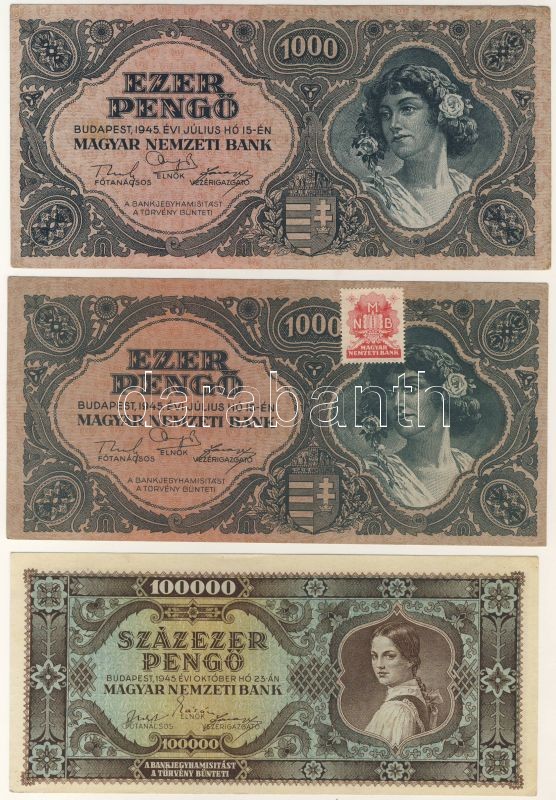 1000
EZER
PENGŐ
BUDAPEST, 1945. ÉVI JÚLIUS HÓ 15-ÉN
MAGYAR NEMZETI BANK
FŐTANÁCSOS ELNÖK VEZÉRIGAZGATÓ
A BANKJEGYHAMISITÁST
A TÖRVÉNY BÜNTETI
1000
M
N B
MAGYAR
NEMZETI BANK
EZER
PENGŐ
BUDAPEST, 1945. ÉVI JÚLIUS HÓ 15-ÉN
MAGYAR NEMZETI BANK
FŐTANÁCSOS ELNÖK VEZÉRIGAZGATÓ
A BANKJEGYHAMISITÁST
A TÖRVÉNY BÜNTETI
darabanth
100000
SZÁZEZER
PENGŐ
BUDAPEST, 1945 ÉVI OKTÓBER HÓ 23-ÁN
MAGYAR NEMZETI BANK
FŐTANÁCSOS ELNÖK VEZÉRIGAZGATÓ
100000
A BANKJEGYHAMISITÁST
A TÖRVÉNY BÜNTETI